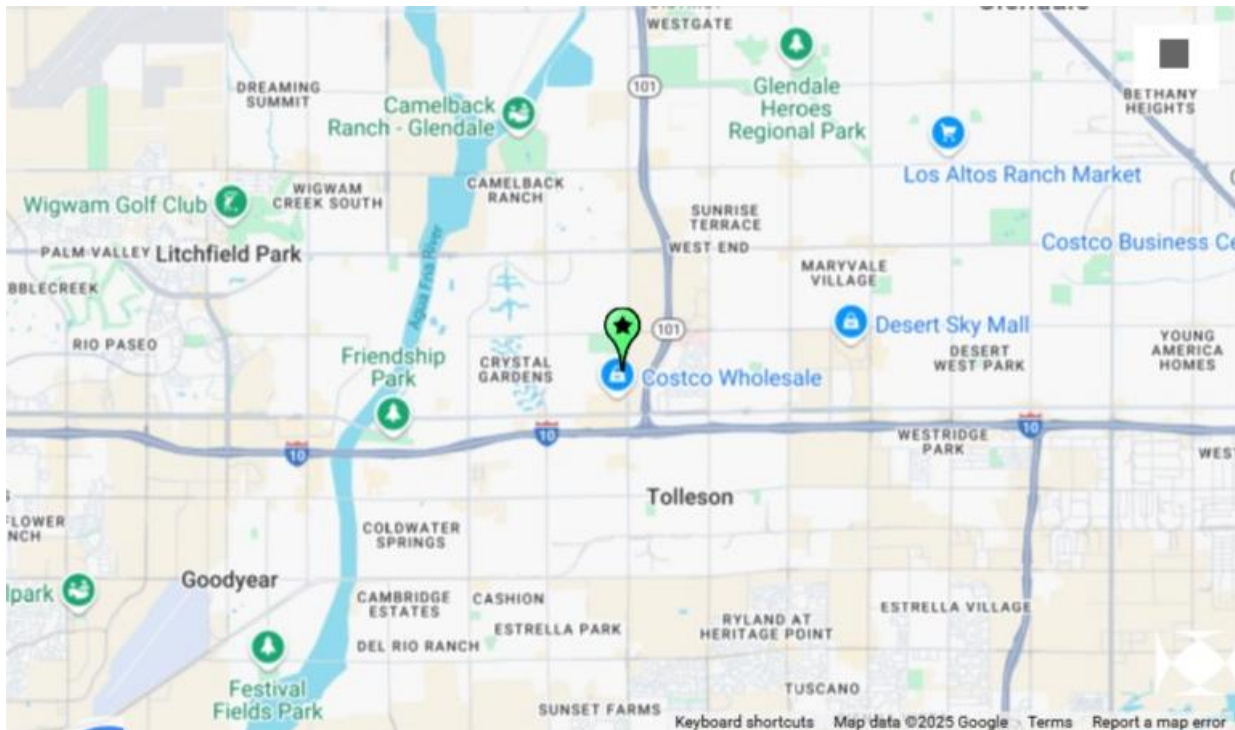 Glendale
WESTGATE
101
DREAMING
SUMMIT
Camelback
Ranch - Glendale
Glendale
Heroes
Regional Park
BETHANY
HEIGHTS
Los Altos Ranch Market
WIGWAM
CREEK SOUTH
CAMELBACK
RANCH
Wigwam Golf Club
SUNRISE
TERRACE
WEST END
PALM VALLEY
Litchfield Park
Agua Fria River
Costco Business Ce
MARYVALE
VILLAGE
BBLECREEK
RIO PASEO
101
Desert Sky Mall
DESERT
WEST PARK
YOUNG
AMERICA
HOMES
Friendship
Park
CRYSTAL
GARDENS
Costco Wholesale
10
10
10
WESTRIDGE
PARK
WES
Tolleson
FLOWER
NCH
COLDWATER
SPRINGS
Goodyear
lpark
CAMBRIDGE
ESTATES
CASHION
ESTRELLA PARK
DEL RIO RANCH
RYLAND AT
HERITAGE POINT
ESTRELLA VILLAGE
Festival
Fields Park
TUSCANO
SUNSET FARMS
Keyboard shortcuts Map data ©2025 Google Terms Report a map error